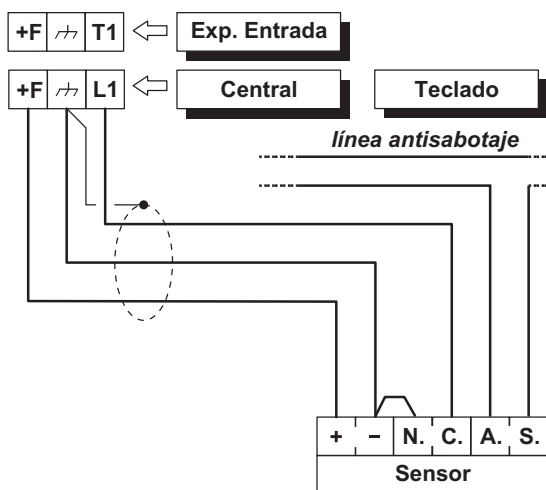 +F T1 Exp. Entrada
+F L1 Central Teclado
línea antisabotaje
+ – N. C. A. S.
Sensor